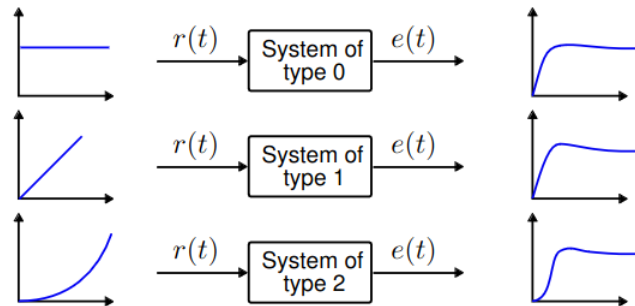 r(t) System of type 0 e(t)
r(t) System of type 1 e(t)
r(t) System of type 2 e(t)